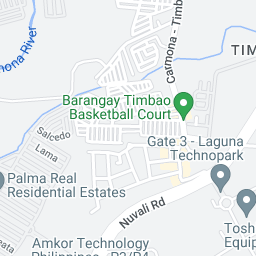 mona River
Carmona - Timb
TIM
Barangay Timbao
Basketball Court
Salcedo
Lama
Gate 3 - Laguna
Technopark
Palma Real
Residential Estates
Nuvali Rd
Tosh
Equip
Amkor Technology
Philippines - P3/P4